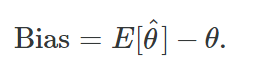 Bias = E[θ̂] − θ.